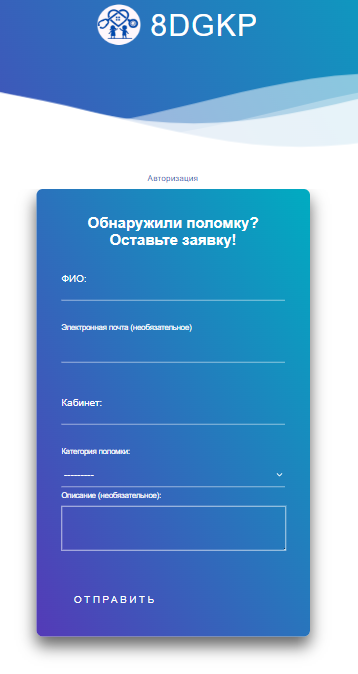 8DGKP
Авторизация
Обнаружили поломку?
Оставьте заявку!
ФИО:
Электронная почта (необязательное)
Кабинет:
Категория поломки:
---------
Описание (необязательное):
ОТПРАВИТЬ